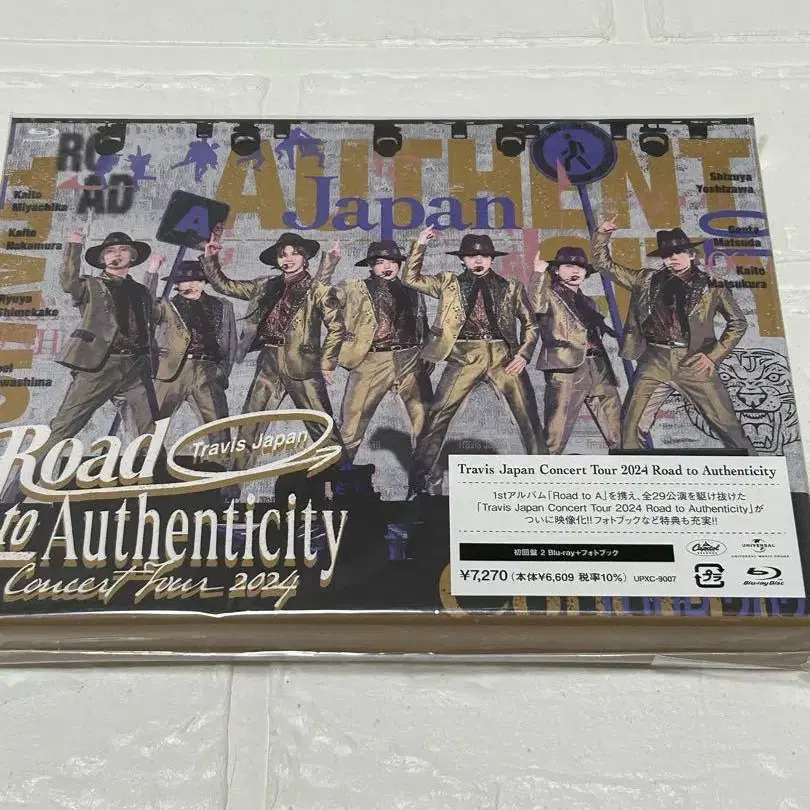 RO
AD
AUTHENT
Japan
A
Kaito
Miyachika
Kaito
Nakamura
Ryuya
Shimekake
Shizuya
Yoshizawa
Genta
Matsuda
Kaito
Matsukura
TJ
Road
Travis Japan
to Authenticity
Concert Tour 2024
Travis Japan Concert Tour 2024 Road to Authenticity
1stアルバム「Road to A」を携え、全29公演を駆け抜けた
「Travis Japan Concert Tour 2024 Road to Authenticity」が
ついに映像化!!フォトブックなど特典も充実!!
初回盤 2 Blu-ray+フォトブック
¥7,270(本体¥6,609 税率10%) UPXC-9007
Capitol
UNIVERSAL
UNIVERSAL MUSIC GROUP
Blu-ray Disc